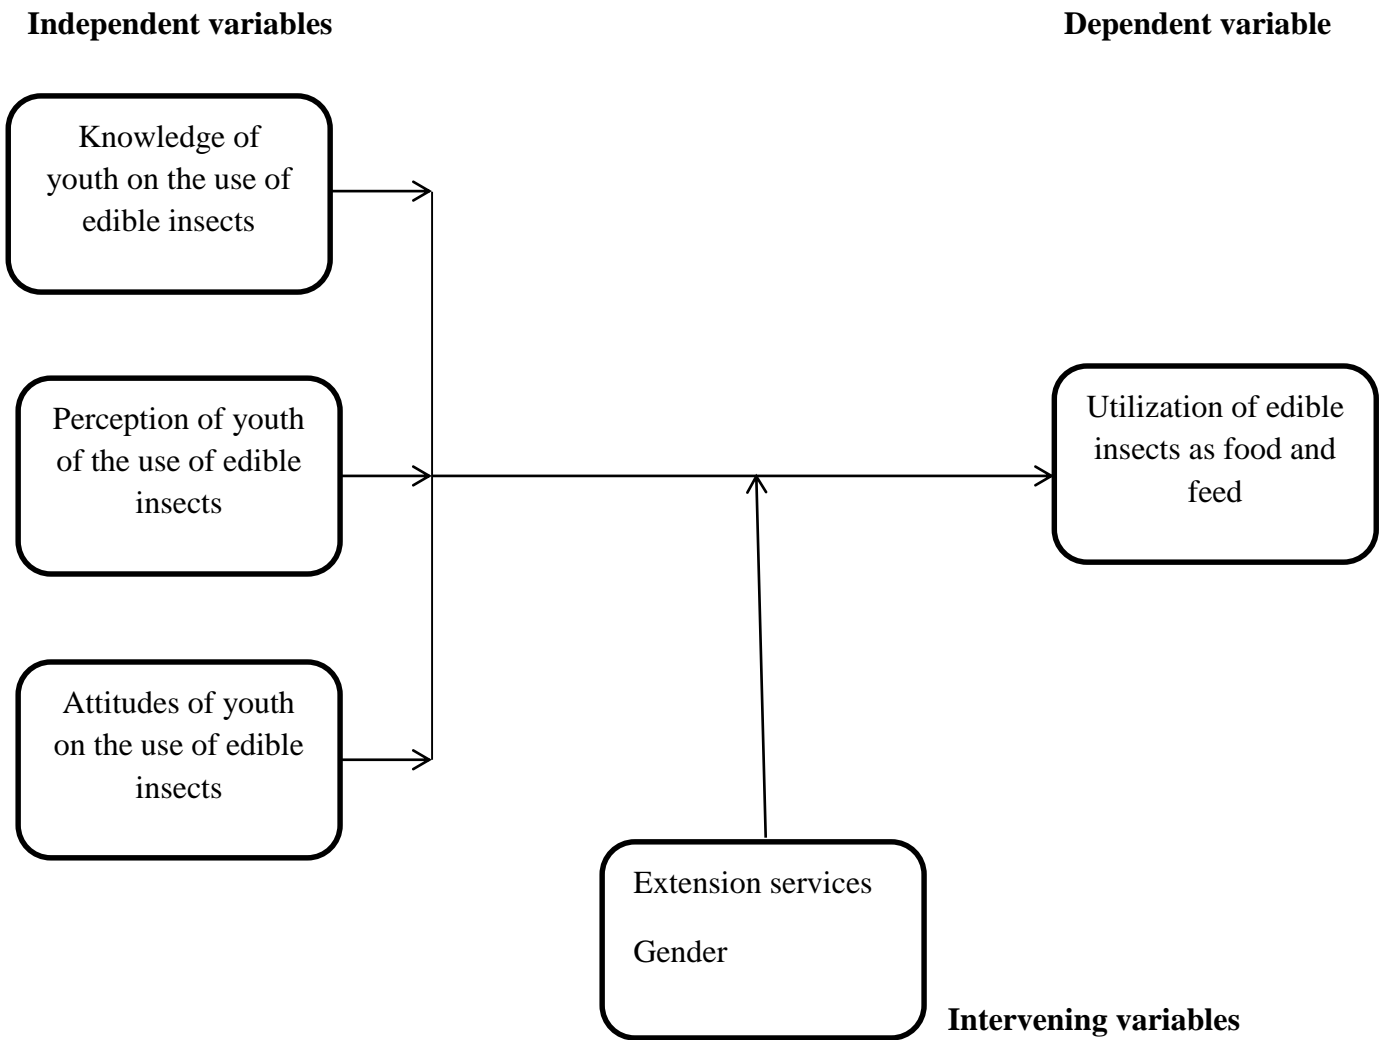 Independent variables
Dependent variable
Knowledge of
youth on the use of
edible insects
Perception of youth
of the use of edible
insects
Utilization of edible
insects as food and
feed
Attitudes of youth
on the use of edible
insects
Extension services
Gender
Intervening variables